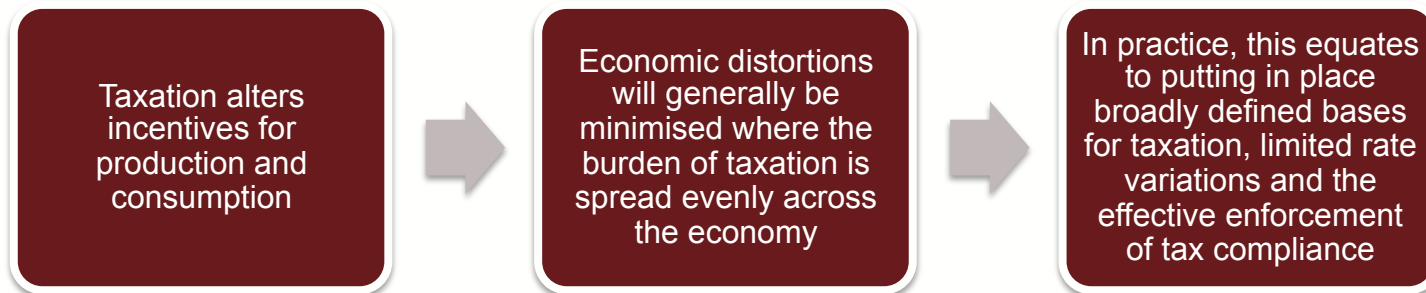 Taxation alters
incentives for
production and
consumption
Economic distortions
will generally be
minimised where the
burden of taxation is
spread evenly across
the economy
In practice, this equates
to putting in place
broadly defined bases
for taxation, limited rate
variations and the
effective enforcement
of tax compliance